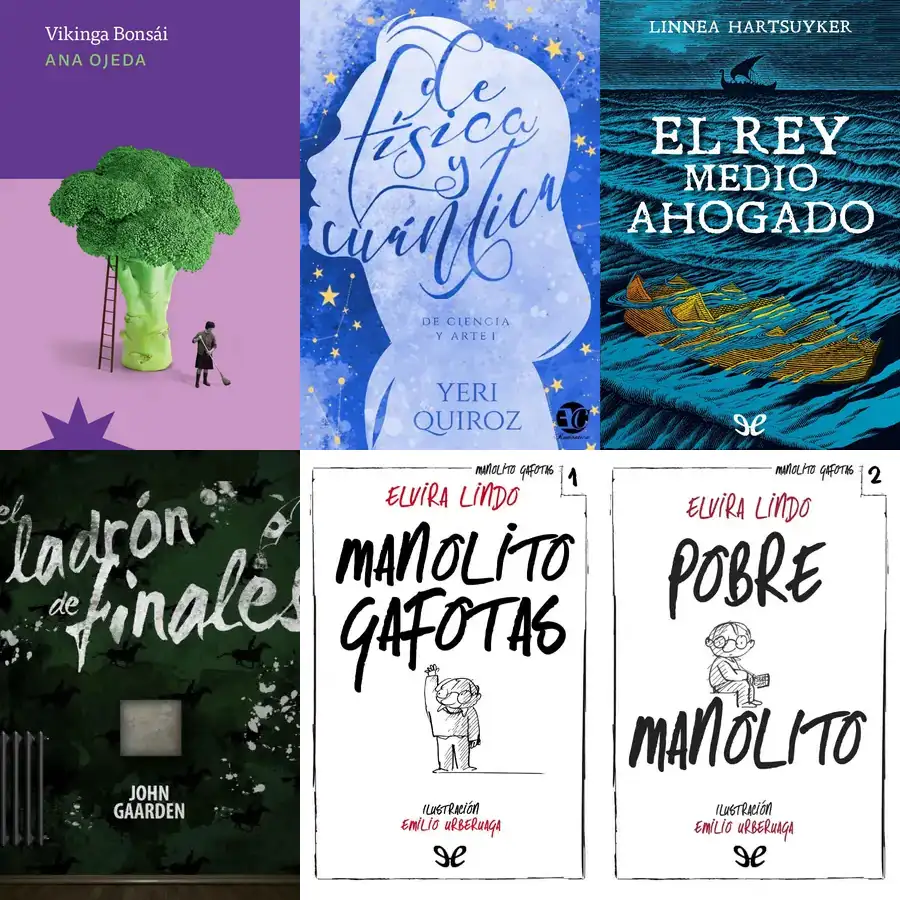 Vikinga Bonsái
ANA OJEDA
de
física
y
cuántica
DE CIENCIA
Y ARTE I
YERI
QUIROZ
LINNEA HARTSUYKER
EL REY
MEDIO
AHOGADO
el
ladrón
de
finales
JOHN
GAARDEN
MANOLITO GAFOTAS 1
ELVIRA LINDO
MANOLITO
GAFOTAS
ILUSTRACIÓN
EMILIO URBERUAGA
MANOLITO GAFOTAS 2
ELVIRA LINDO
POBRE
MANOLITO
ILUSTRACIÓN
EMILIO URBERUAGA